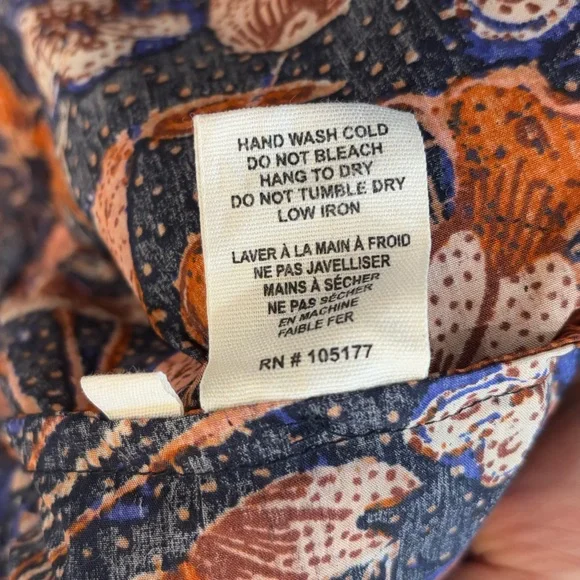 HAND WASH COLD
DO NOT BLEACH
HANG TO DRY
DO NOT TUMBLE DRY
LOW IRON
LAVER À LA MAIN À FROID
NE PAS JAVELLISER
MAINS À SÉCHER
NE PAS SÉCHER
EN MACHINE
FAIBLE FER
RN # 105177